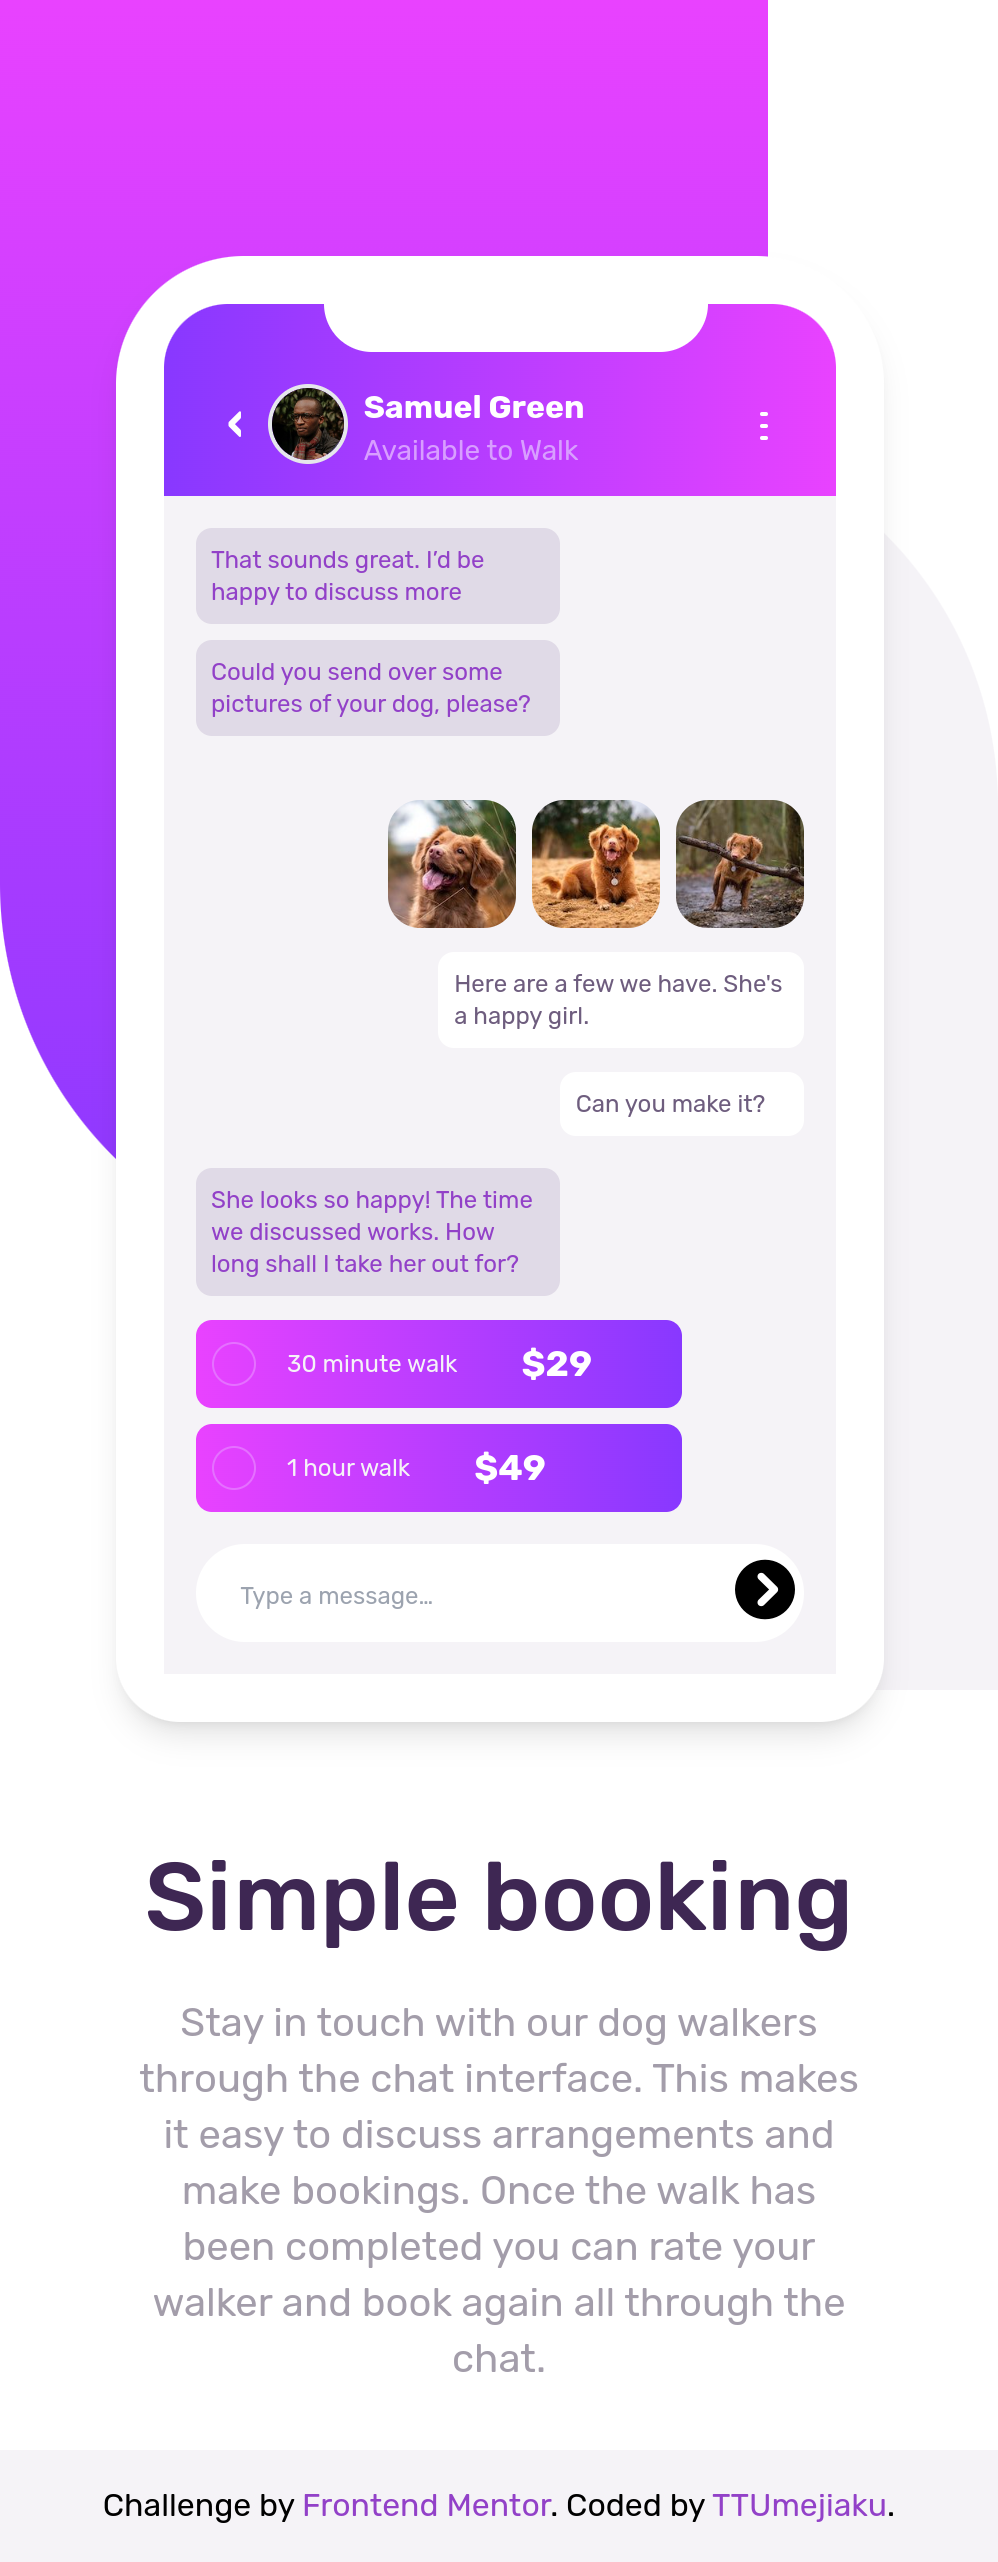 Samuel Green
Available to Walk
That sounds great. I’d be
happy to discuss more
Could you send over some
pictures of your dog, please?
Here are a few we have. She's
a happy girl.
Can you make it?
She looks so happy! The time
we discussed works. How
long shall I take her out for?
30 minute walk $29
1 hour walk $49
Type a message…
Simple booking
Stay in touch with our dog walkers
through the chat interface. This makes
it easy to discuss arrangements and
make bookings. Once the walk has
been completed you can rate your
walker and book again all through the
chat.
Challenge by Frontend Mentor. Coded by TTUmejiaku.